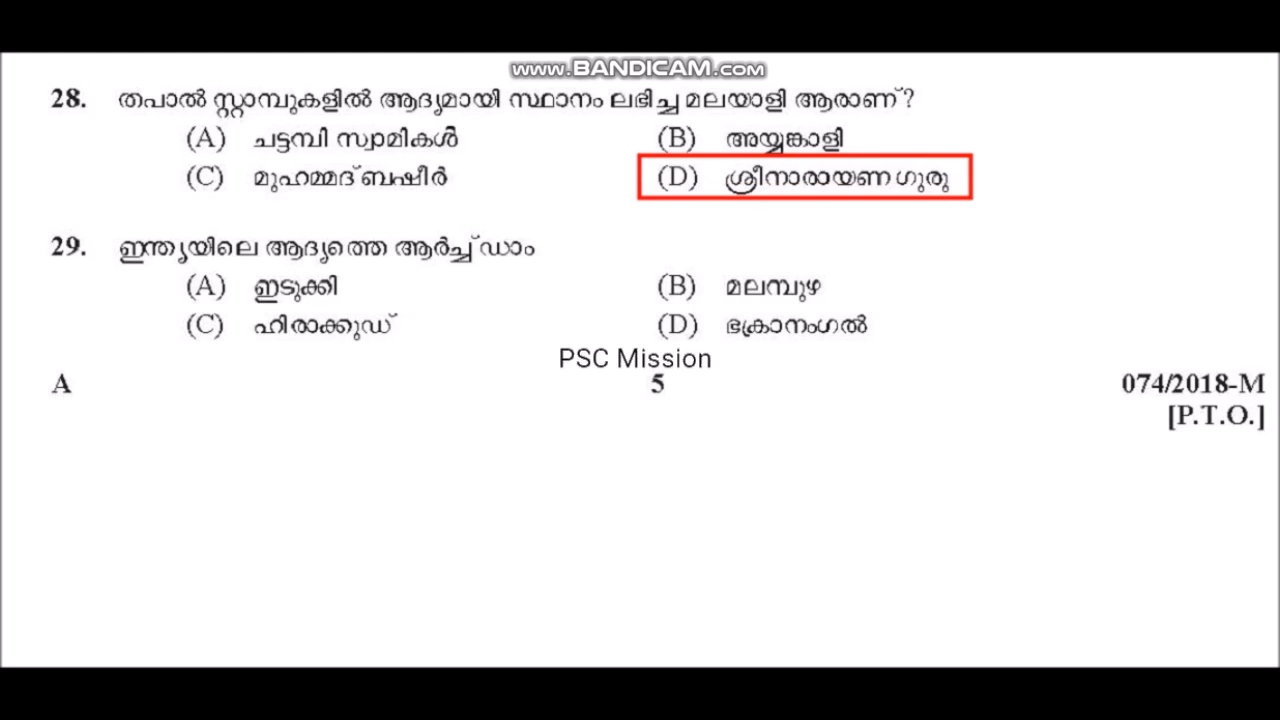 www.BANDICAM.com
28. തപാൽ സ്റ്റാമ്പുകളിൽ ആദ്യമായി സ്ഥാനം ലഭിച്ച മലയാളി ആരാണ്?
(A) ചട്ടമ്പി സ്വാമികൾ (B) അയ്യങ്കാളി
(C) മുഹമ്മദ് ബഷീർ (D) ശ്രീനാരായണ ഗുരു
29. ഇന്ത്യയിലെ ആദ്യത്തെ ആർച്ച് ഡാം
(A) ഇടുക്കി (B) മലമ്പുഴ
(C) ഹിരാക്കുഡ് (D) ഭക്രാനംഗൽ
PSC Mission
A 5 074/2018-M
[P.T.O.]